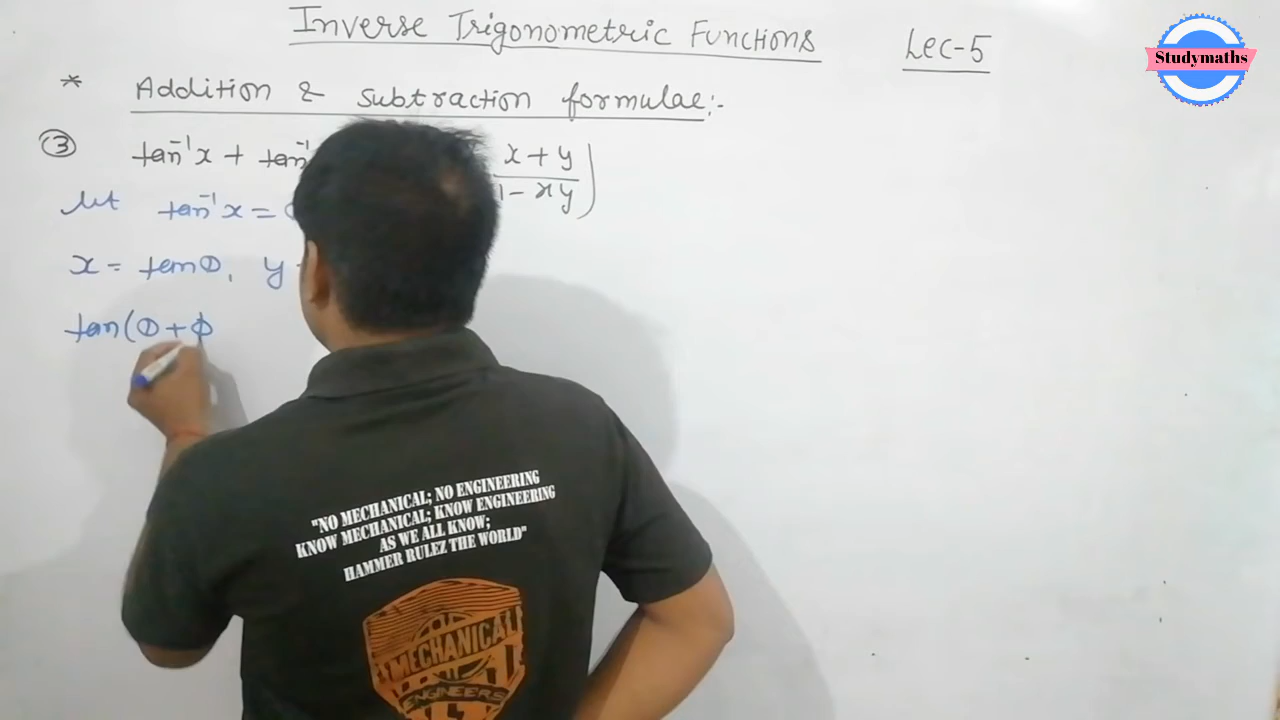 Inverse Trigonometric Functions Lec-5
Studymaths
* Addition & Subtraction formulae:-
③ tan⁻¹x + tan⁻¹ x + y
1 - xy)
Let tan⁻¹x =
x = tanθ, y
tan(θ+ϕ
"NO MECHANICAL; NO ENGINEERING
KNOW MECHANICAL; KNOW ENGINEERING
AS WE ALL KNOW;
HAMMER RULEZ THE WORLD"
MECHANICAL
ENGINEERS